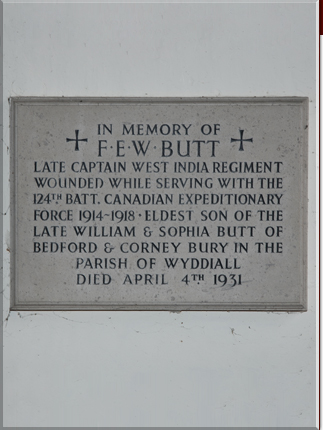 IN MEMORY OF
F·E·W·BUTT
LATE CAPTAIN WEST INDIA REGIMENT
WOUNDED WHILE SERVING WITH THE
124TH BATT. CANADIAN EXPEDITIONARY
FORCE 1914~1918 · ELDEST SON OF THE
LATE WILLIAM & SOPHIA BUTT OF
BEDFORD & CORNEY BURY IN THE
PARISH OF WYDDIALL
DIED APRIL 4TH 1931